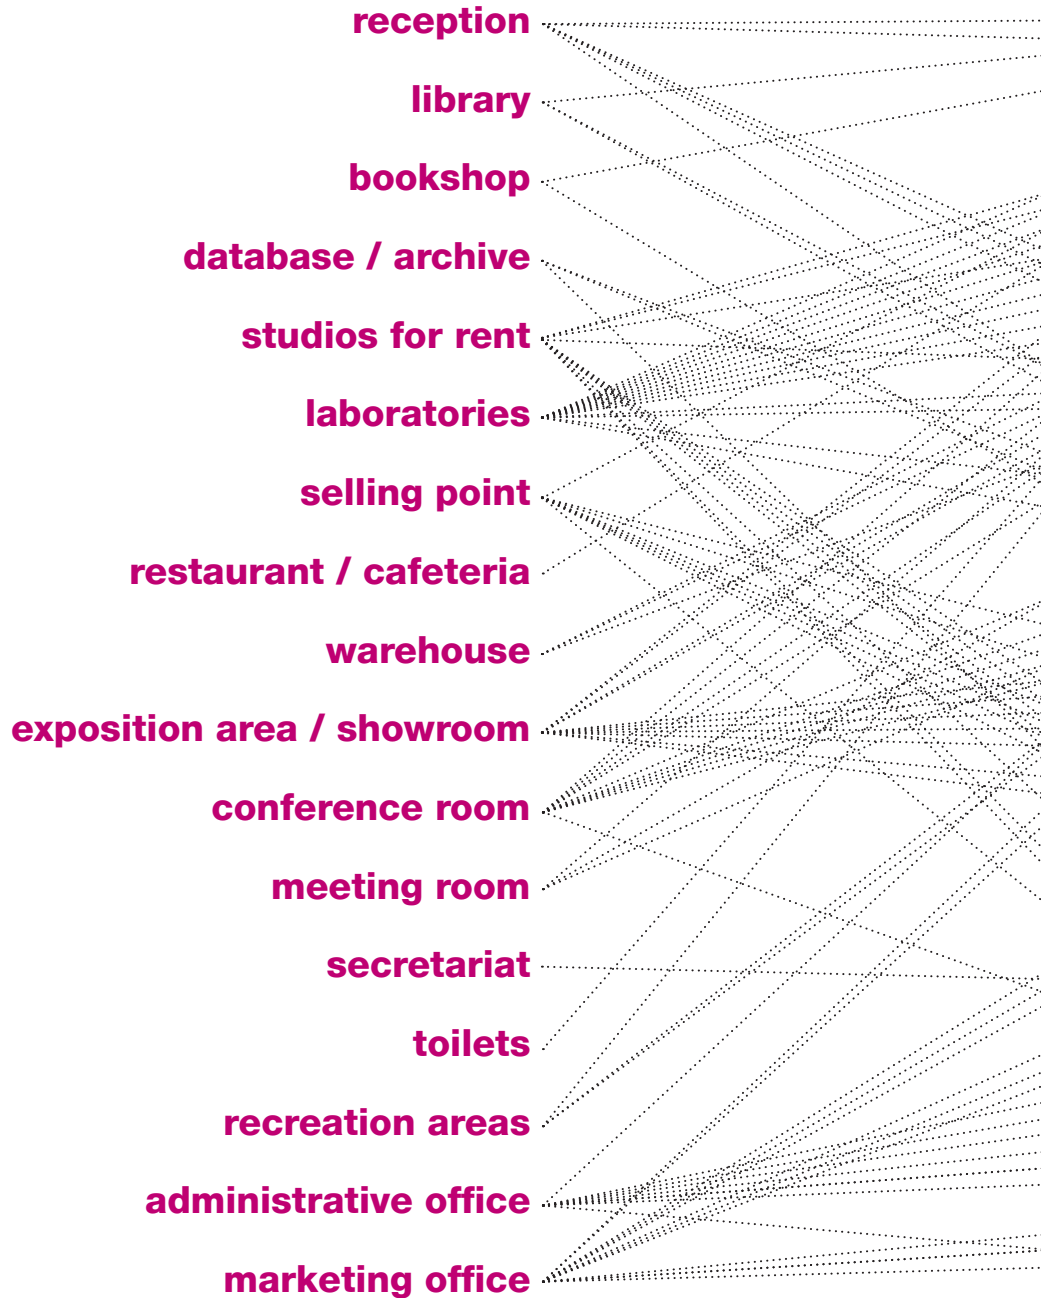 reception
library
bookshop
database / archive
studios for rent
laboratories
selling point
restaurant / cafeteria
warehouse
exposition area / showroom
conference room
meeting room
secretariat
toilets
recreation areas
administrative office
marketing office